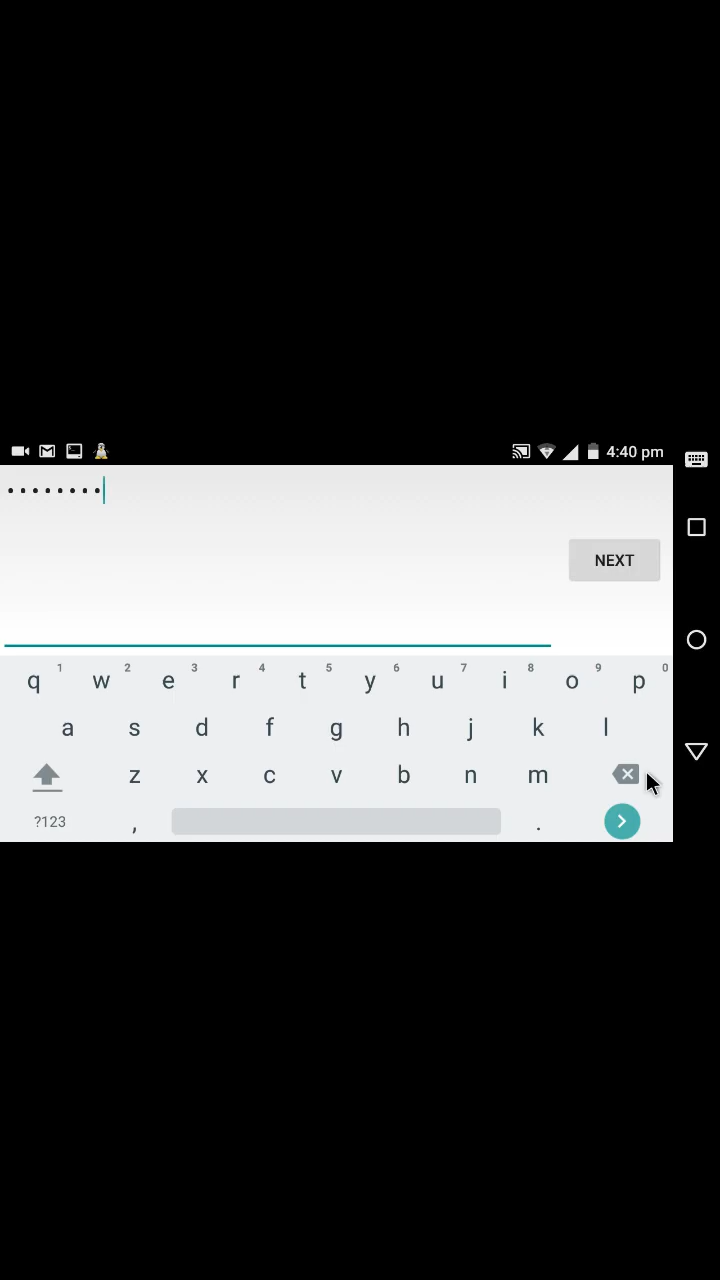 4:40 pm
........
NEXT
q 1 w 2 e 3 r 4 t 5 y 6 u 7 i 8 o 9 p 0
a s d f g h j k l
z x c v b n m
?123 , .